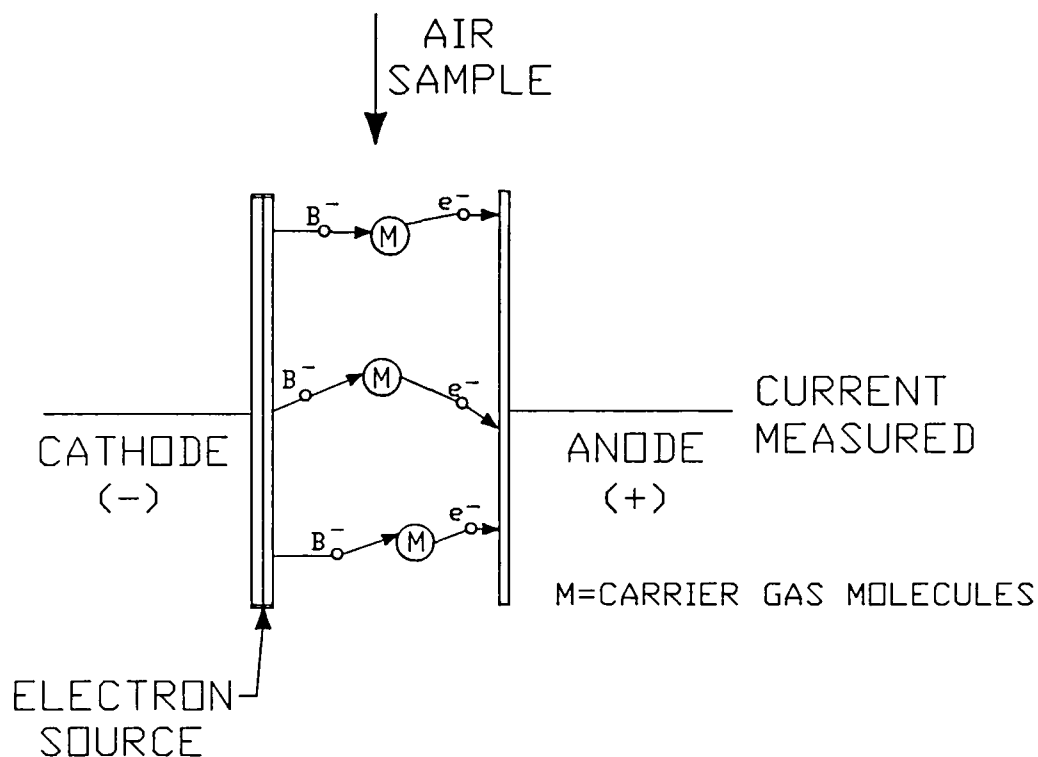 AIR
SAMPLE
B⁻
M
e⁻
B⁻
M
e⁻
CATHODE
(-)
ANODE
(+)
CURRENT
MEASURED
B⁻
M
e⁻
M=CARRIER GAS MOLECULES
ELECTRON
SOURCE